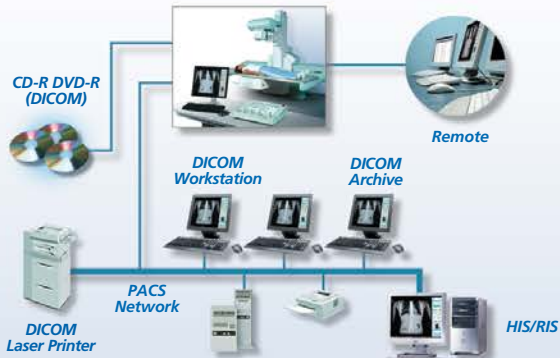 CD-R DVD-R
(DICOM)
Remote
DICOM
Workstation
DICOM
Archive
PACS
Network
DICOM
Laser Printer
HIS/RIS